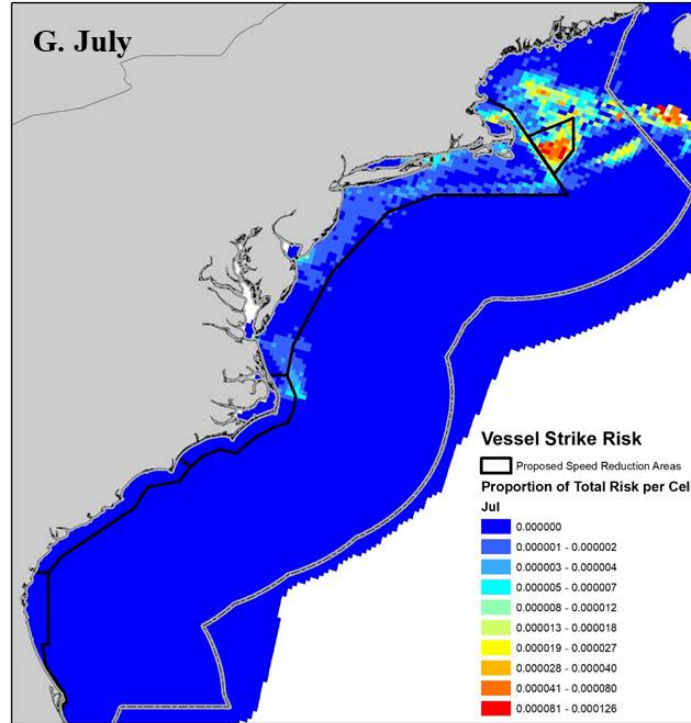 G. July
Vessel Strike Risk
Proposed Speed Reduction Areas
Proportion of Total Risk per Cel
Jul
0.000000
0.000001 - 0.000002
0.000003 - 0.000004
0.000005 - 0.000007
0.000008 - 0.000012
0.000013 - 0.000018
0.000019 - 0.000027
0.000028 - 0.000040
0.000041 - 0.000080
0.000081 - 0.000126